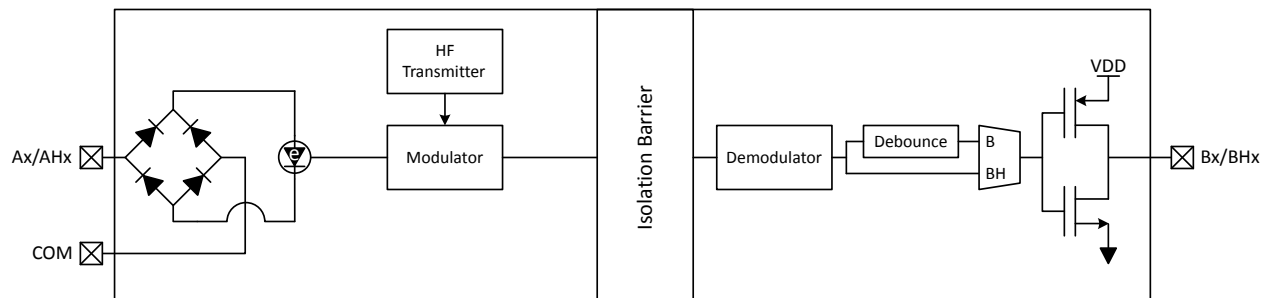 HF
Transmitter
VDD
Ax/AHx
e
Modulator
Isolation Barrier
Demodulator
Debounce
B
BH
Bx/BHx
COM